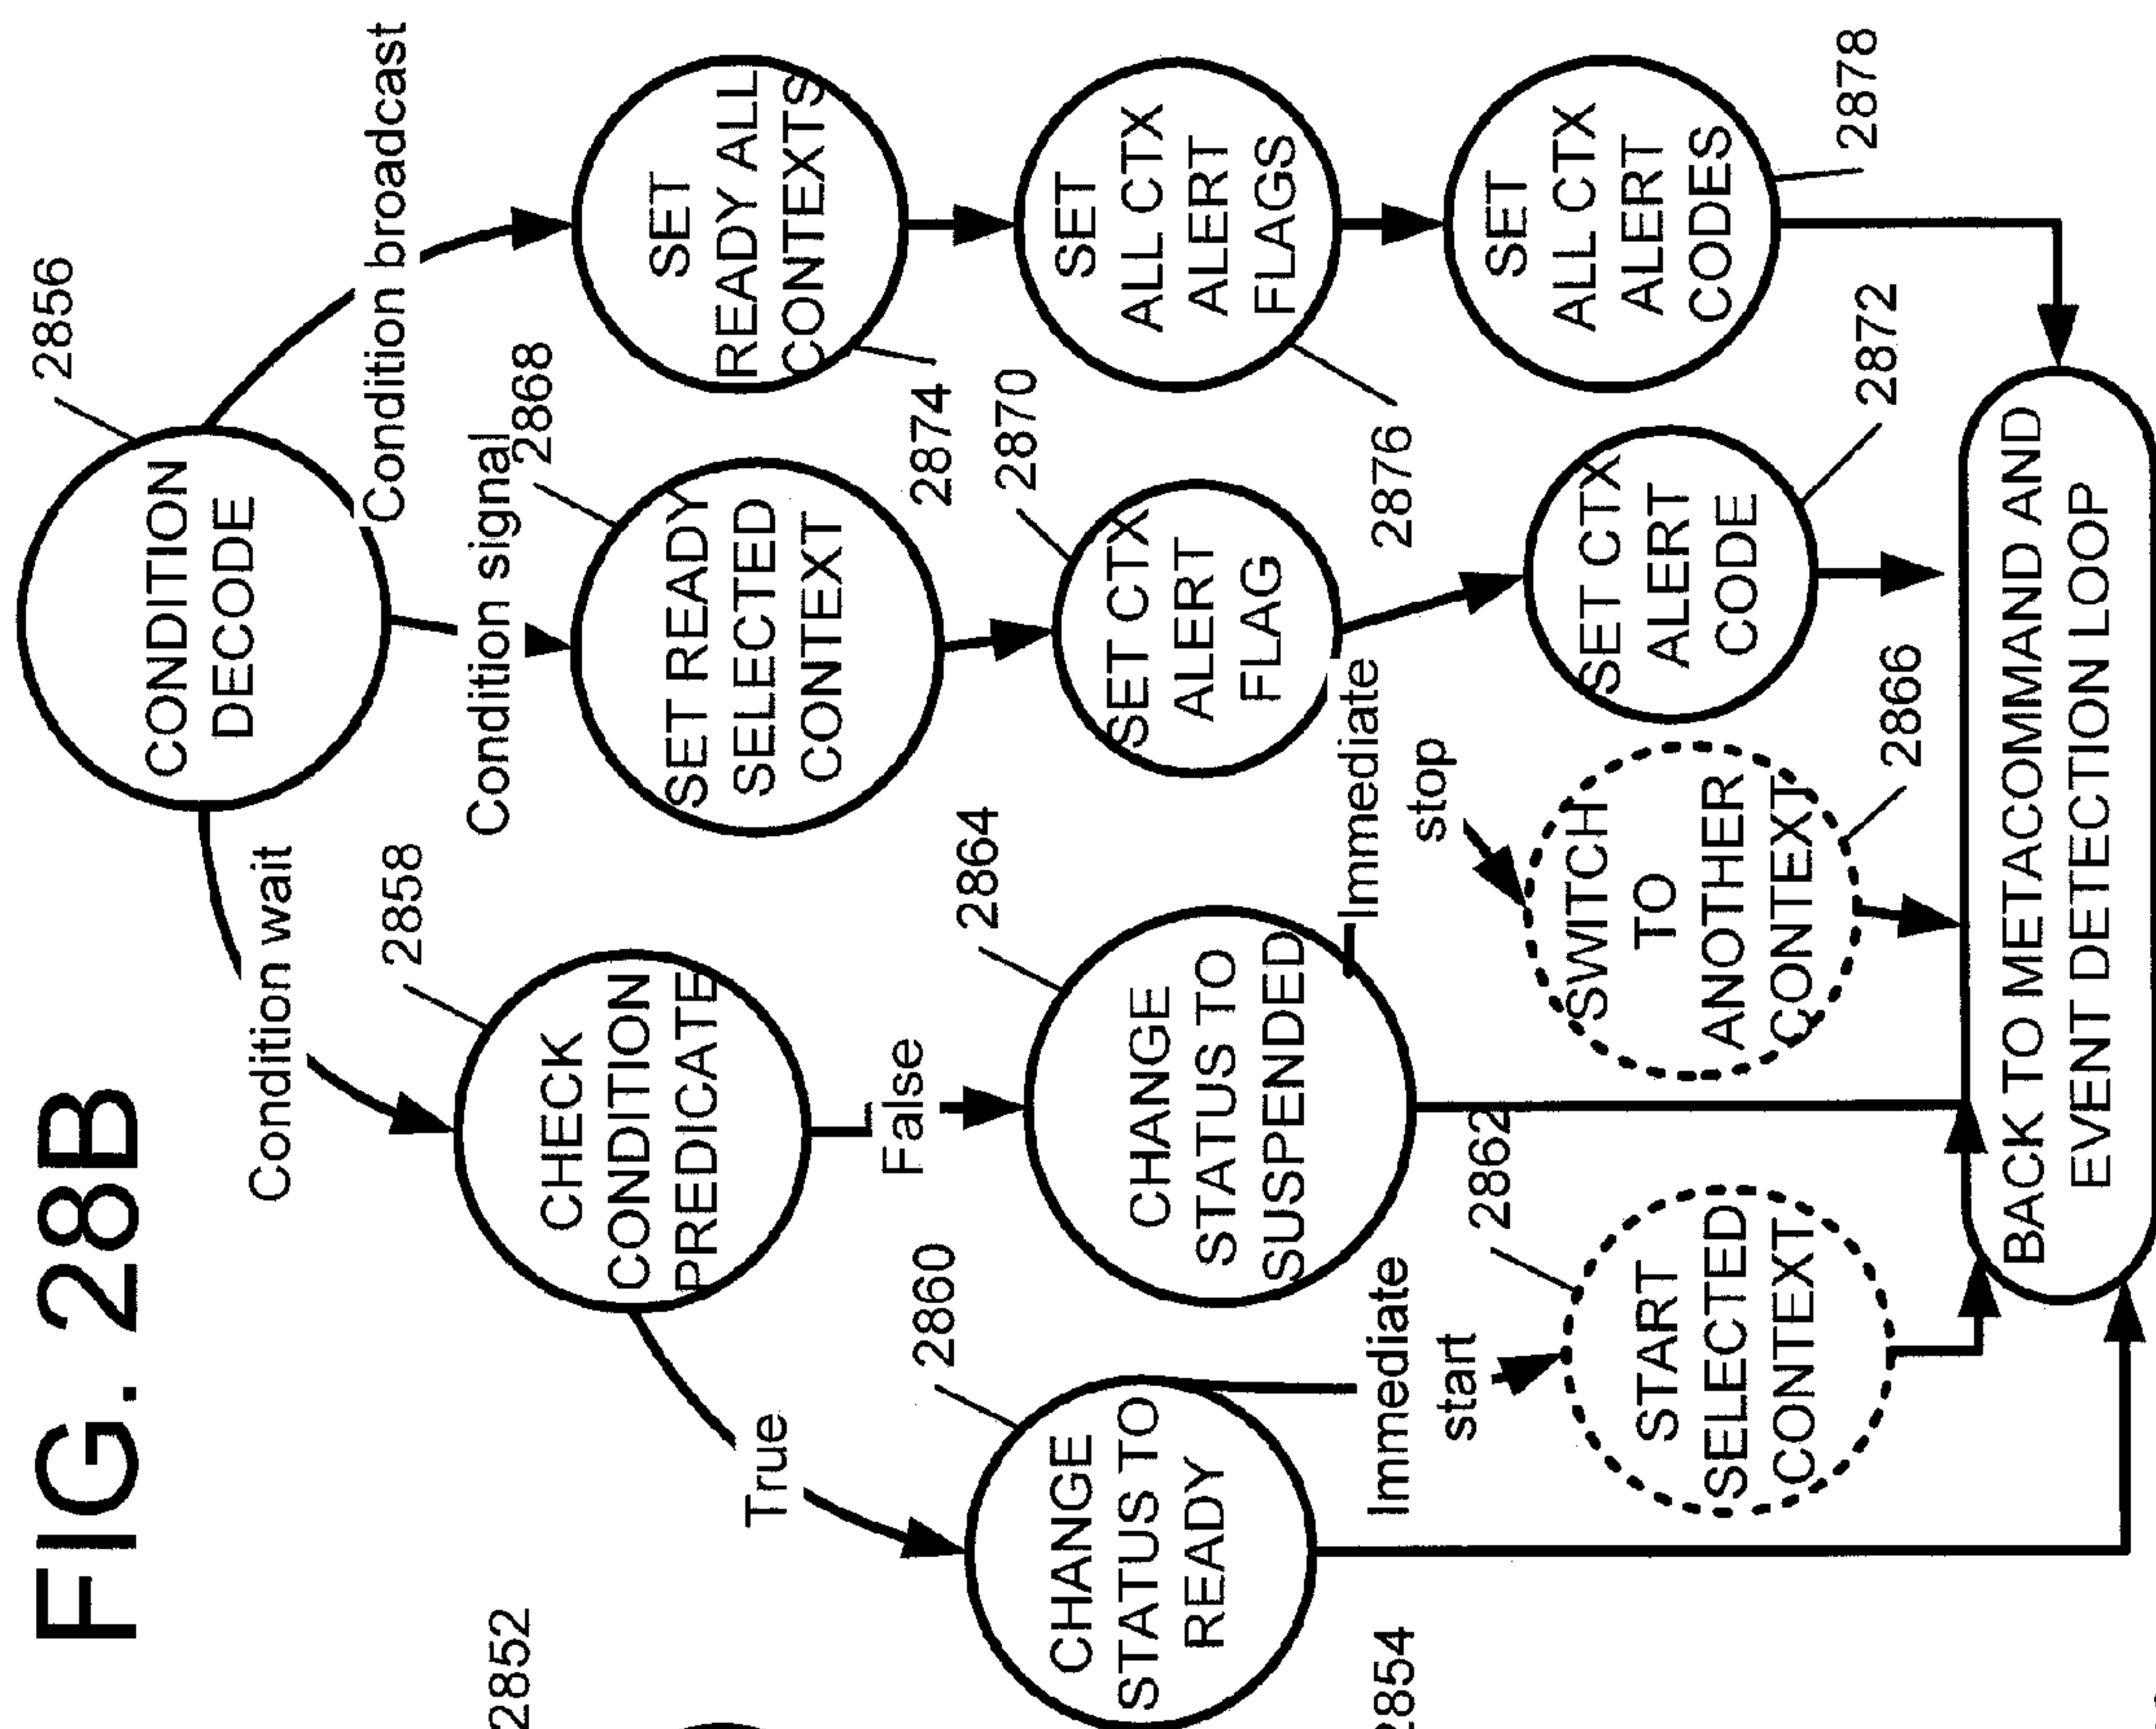 FIG. 28B
2856
CONDITION
DECODE
Condition wait
Condition signal
Condition broadcast
2858
CHECK
CONDITION
PREDICATE
2868
SET READY
SELECTED
CONTEXT
SET
READY ALL
CONTEXTS
2874
True
False
2860
CHANGE
STATUS TO
READY
2864
CHANGE
STATUS TO
SUSPENDED
2870
SET CTX
ALERT
FLAG
SET
ALL CTX
ALERT
FLAGS
2876
Immediate
start
Immediate
stop
2862
START
SELECTED
CONTEXT
SWITCH
TO
ANOTHER
CONTEXT
2866
SET CTX
ALERT
CODE
2872
SET
ALL CTX
ALERT
CODES
2878
BACK TO METACOMMAND AND
EVENT DETECTION LOOP
2852
2854